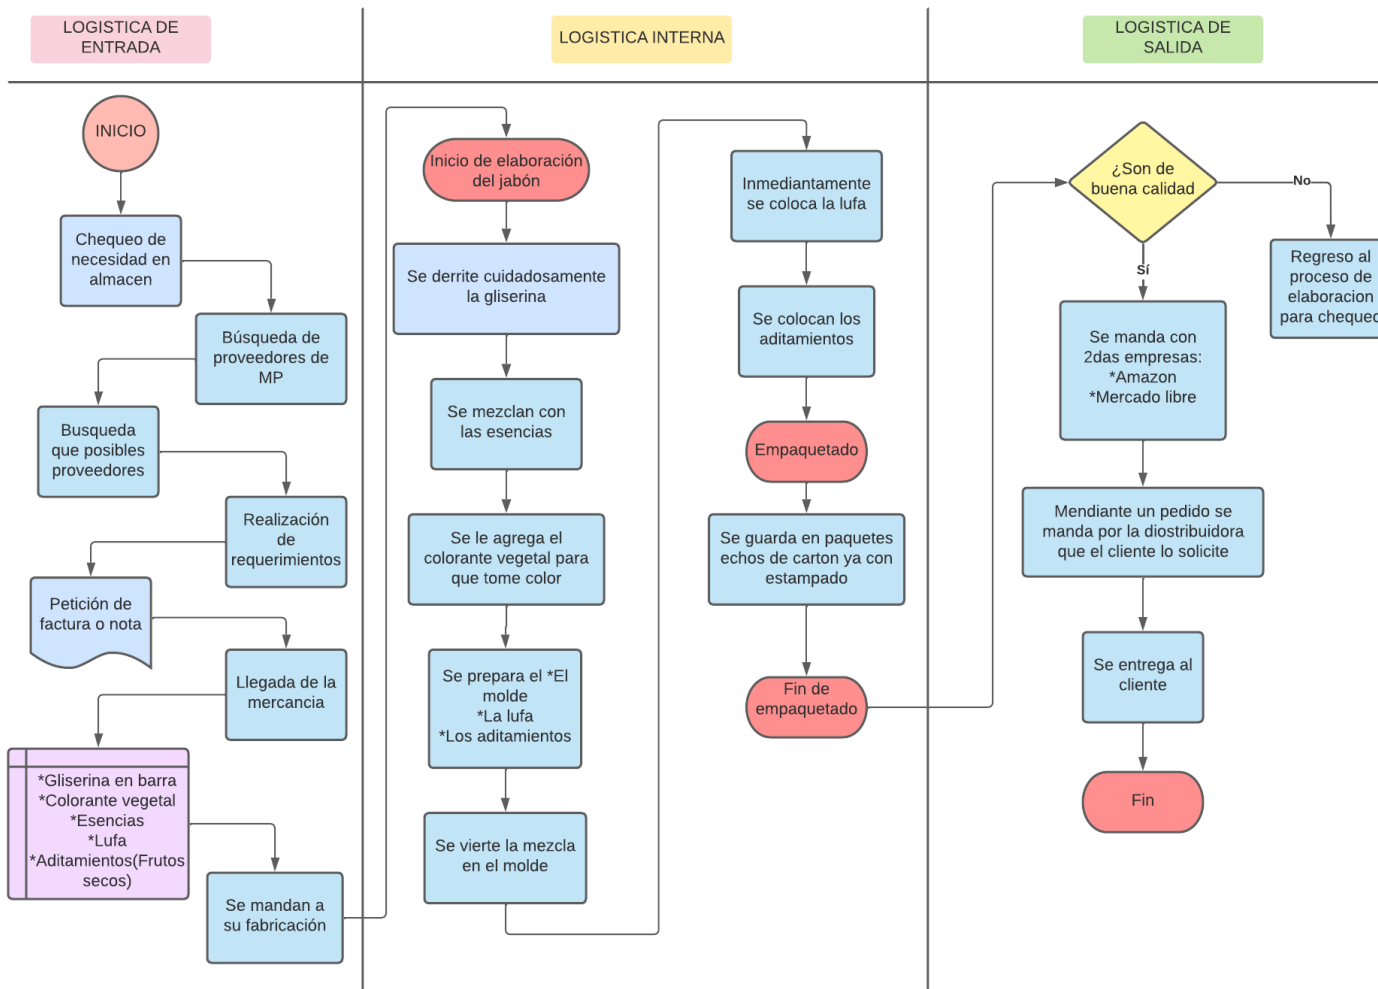 LOGISTICA DE
ENTRADA
LOGISTICA INTERNA
LOGISTICA DE
SALIDA
INICIO
Chequeo de
necesidad en
almacen
Búsqueda de
proveedores de
MP
Busqueda
que posibles
proveedores
Realización
de
requerimientos
Petición de
factura o nota
Llegada de la
mercancia
*Gliserina en barra
*Colorante vegetal
*Esencias
*Lufa
*Aditamientos(Frutos
secos)
Se mandan a
su fabricación
Inicio de elaboración
del jabón
Se derrite cuidadosamente
la gliserina
Se mezclan con
las esencias
Se le agrega el
colorante vegetal para
que tome color
Se prepara el *El
molde
*La lufa
*Los aditamientos
Se vierte la mezcla
en el molde
Inmediantamente
se coloca la lufa
Se colocan los
aditamientos
Empaquetado
Se guarda en paquetes
echos de carton ya con
estampado
Fin de
empaquetado
¿Son de
buena calidad
No
Sí
Regreso al
proceso de
elaboracion
para chequeo
Se manda con
2das empresas:
*Amazon
*Mercado libre
Mendiante un pedido se
manda por la diostribuidora
que el cliente lo solicite
Se entrega al
cliente
Fin